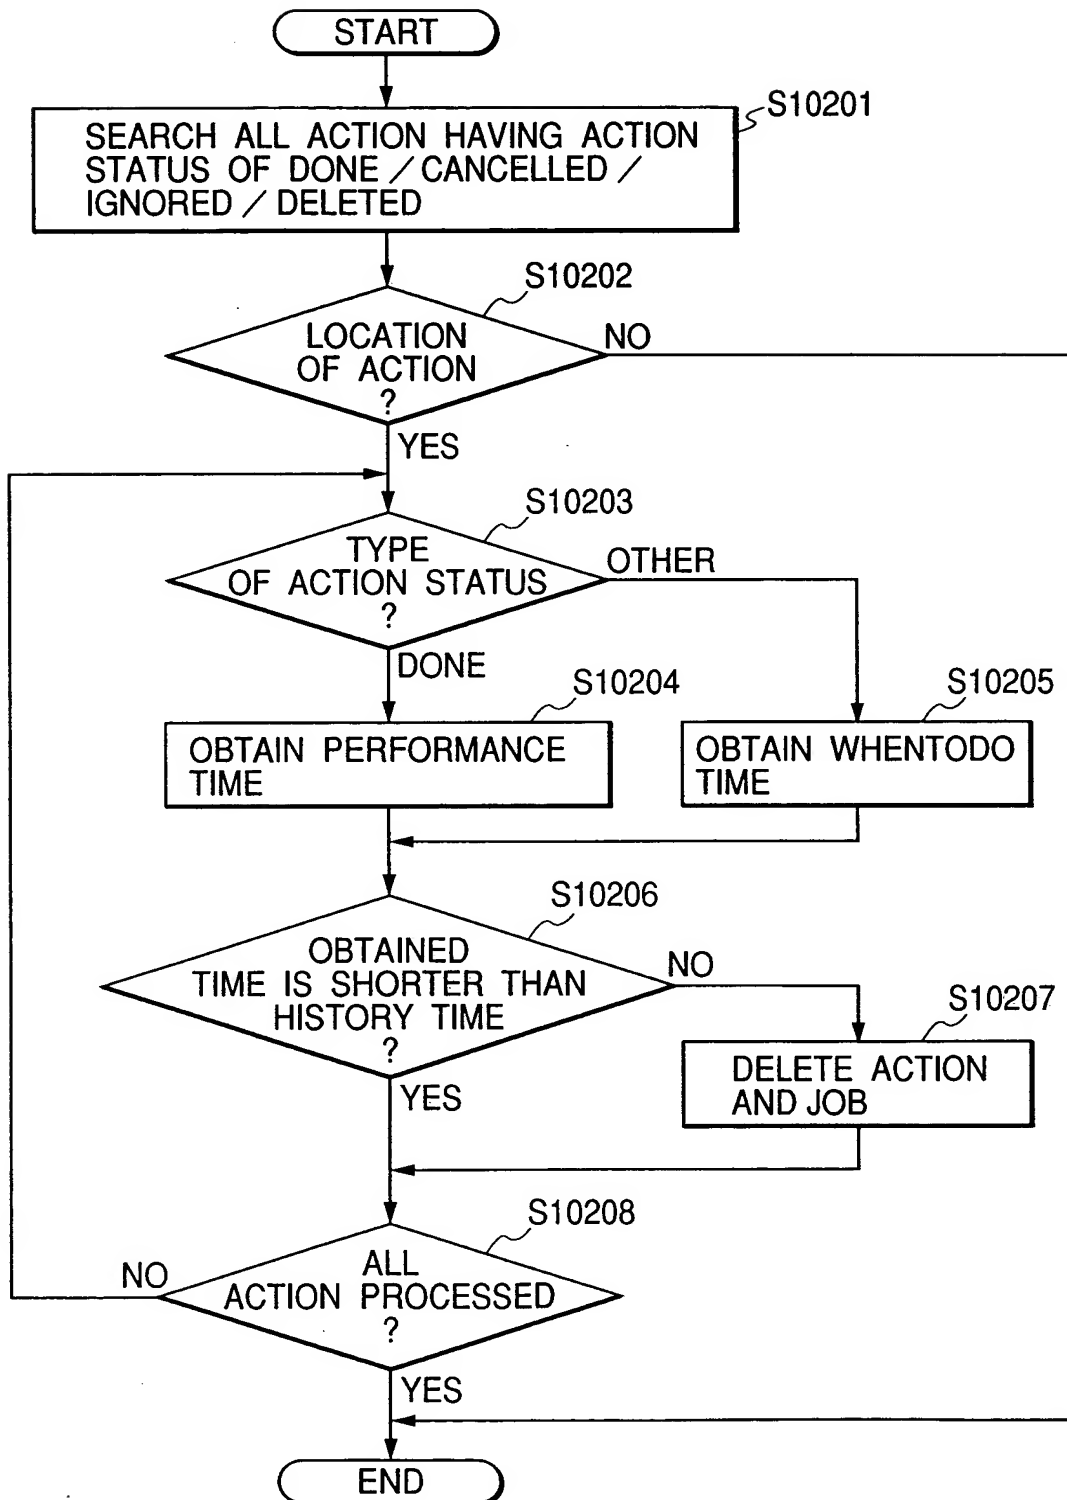 START
S10201
SEARCH ALL ACTION HAVING ACTION
STATUS OF DONE / CANCELLED /
IGNORED / DELETED
S10202
LOCATION
OF ACTION
?
NO
YES
S10203
TYPE
OF ACTION STATUS
?
OTHER
DONE
S10204
OBTAIN PERFORMANCE
TIME
S10205
OBTAIN WHENTODO
TIME
S10206
OBTAINED
TIME IS SHORTER THAN
HISTORY TIME
?
NO
YES
S10207
DELETE ACTION
AND JOB
S10208
ALL
ACTION PROCESSED
?
NO
YES
END